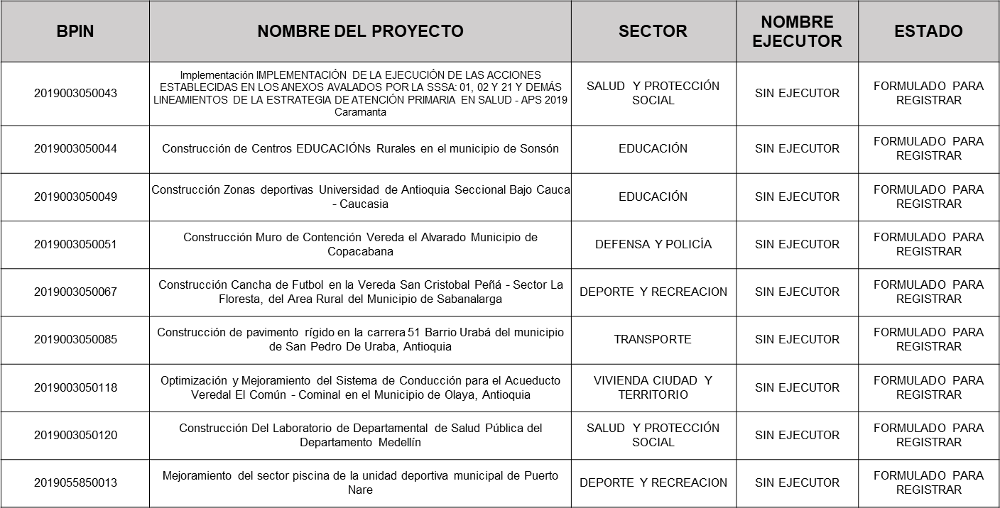 BPIN
NOMBRE DEL PROYECTO
SECTOR
NOMBRE
EJECUTOR
ESTADO
2019003050043
Implementación IMPLEMENTACIÓN DE LA EJECUCIÓN DE LAS ACCIONES
ESTABLECIDAS EN LOS ANEXOS AVALADOS POR LA SSSA: 01, 02 Y 21 Y DEMÁS
LINEAMIENTOS DE LA ESTRATEGIA DE ATENCIÓN PRIMARIA EN SALUD - APS 2019
Caramanta
SALUD Y PROTECCIÓN
SOCIAL
SIN EJECUTOR
FORMULADO PARA
REGISTRAR
2019003050044
Construcción de Centros EDUCACIÓNs Rurales en el municipio de Sonsón
EDUCACIÓN
SIN EJECUTOR
FORMULADO PARA
REGISTRAR
2019003050049
Construcción Zonas deportivas Universidad de Antioquia Seccional Bajo Cauca
- Caucasia
EDUCACIÓN
SIN EJECUTOR
FORMULADO PARA
REGISTRAR
2019003050051
Construcción Muro de Contención Vereda el Alvarado Municipio de
Copacabana
DEFENSA Y POLICÍA
SIN EJECUTOR
FORMULADO PARA
REGISTRAR
2019003050067
Construcción Cancha de Futbol en la Vereda San Cristobal Peñá - Sector La
Floresta, del Area Rural del Municipio de Sabanalarga
DEPORTE Y RECREACION
SIN EJECUTOR
FORMULADO PARA
REGISTRAR
2019003050085
Construcción de pavimento rígido en la carrera 51 Barrio Urabá del municipio
de San Pedro De Uraba, Antioquia
TRANSPORTE
SIN EJECUTOR
FORMULADO PARA
REGISTRAR
2019003050118
Optimización y Mejoramiento del Sistema de Conducción para el Acueducto
Veredal El Común - Cominal en el Municipio de Olaya, Antioquia
VIVIENDA CIUDAD Y
TERRITORIO
SIN EJECUTOR
FORMULADO PARA
REGISTRAR
2019003050120
Construcción Del Laboratorio de Departamental de Salud Pública del
Departamento Medellín
SALUD Y PROTECCIÓN
SOCIAL
SIN EJECUTOR
FORMULADO PARA
REGISTRAR
2019055850013
Mejoramiento del sector piscina de la unidad deportiva municipal de Puerto
Nare
DEPORTE Y RECREACION
SIN EJECUTOR
FORMULADO PARA
REGISTRAR